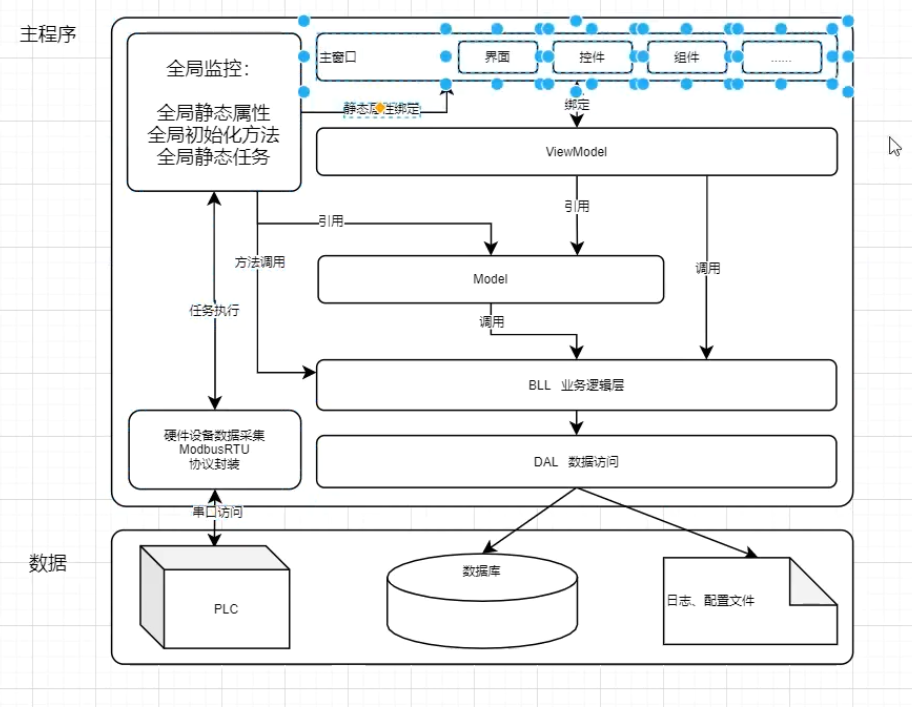 主程序
全局监控：
全局静态属性
全局初始化方法
全局静态任务
主窗口
界面
控件
组件
......
静态属性绑定
绑定
ViewModel
引用
引用
方法调用
调用
Model
任务执行
调用
BLL 业务逻辑层
硬件设备数据采集
ModbusRTU
协议封装
DAL 数据访问
串口访问
数据
PLC
数据库
日志、配置文件